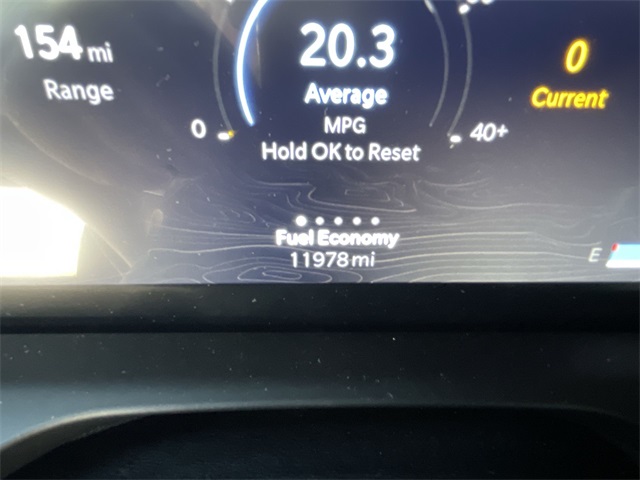 154 mi
Range
20.3
Average
MPG
Hold OK to Reset
0
40+
0
Current
Fuel Economy
11978 mi
E